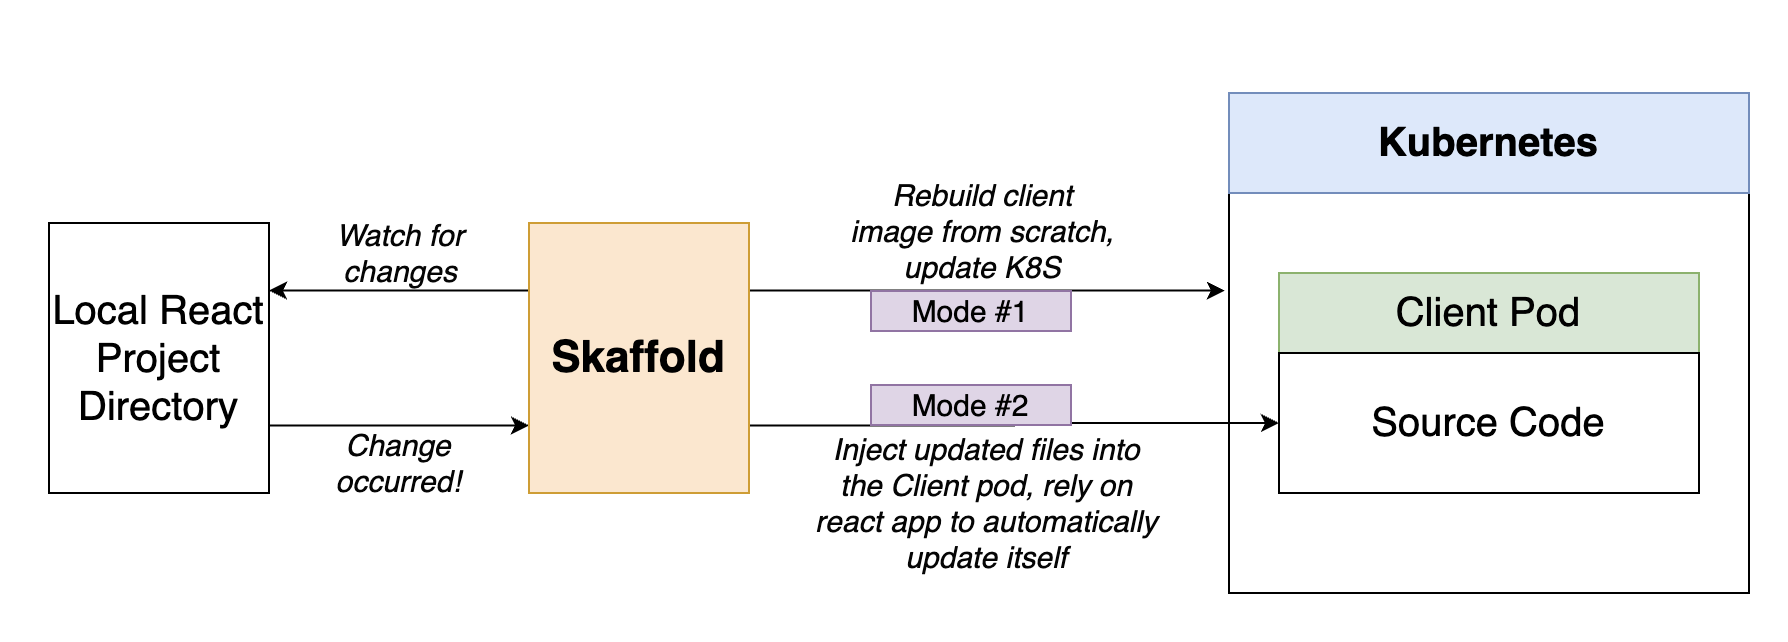 Kubernetes
Rebuild client
image from scratch,
update K8S
Watch for
changes
Local React
Project
Directory
Skaffold
Mode #1
Client Pod
Mode #2
Source Code
Change
occurred!
Inject updated files into
the Client pod, rely on
react app to automatically
update itself